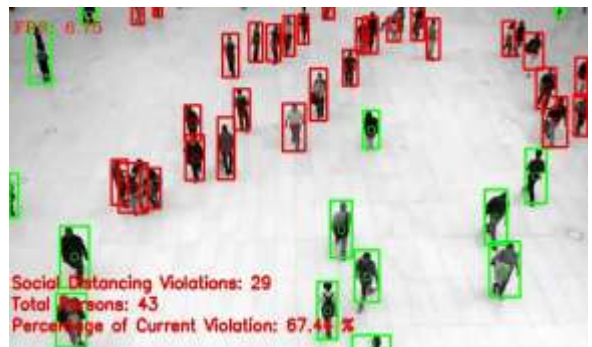 FPS: 6.75
Social Distancing Violations: 29
Total Persons: 43
Percentage of Current Violation: 67.44 %